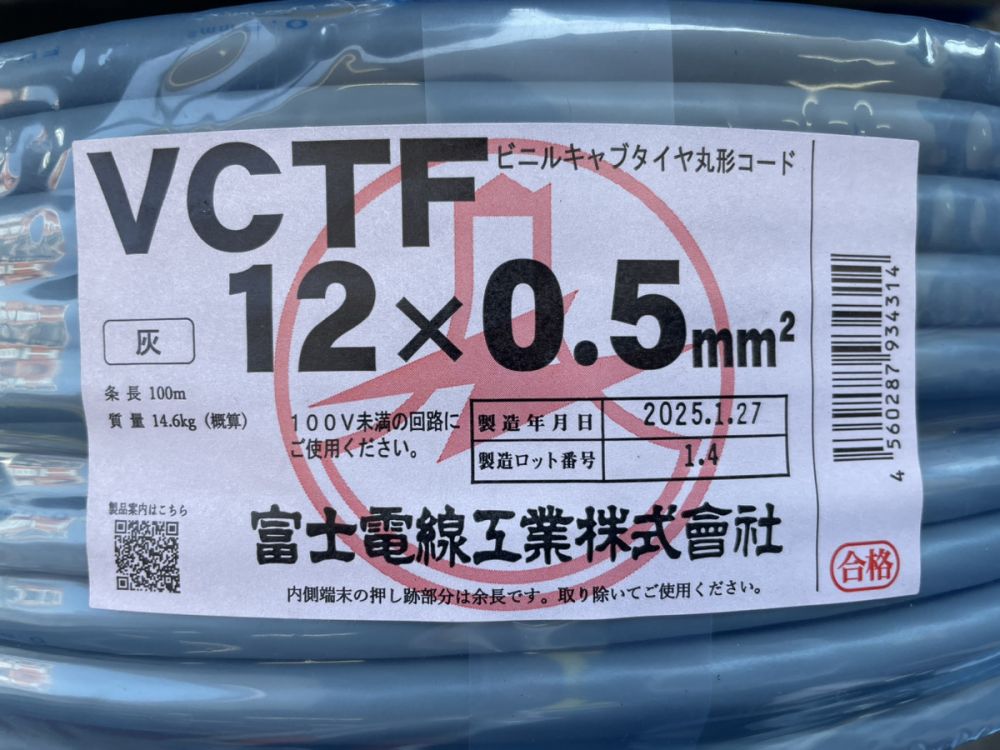 VCTF
ビニルキャブタイヤ丸形コード
12×0.5mm²
灰
条長 100m
質量 14.6kg (概算)
100V未満の回路に
ご使用ください。
製造年月日 2025.1.27
製造ロット番号 1.4
製品案内はこちら
富士電線工業株式會社
内側端末の押し跡部分は余長です。取り除いてご使用ください。
4560287934314
合格